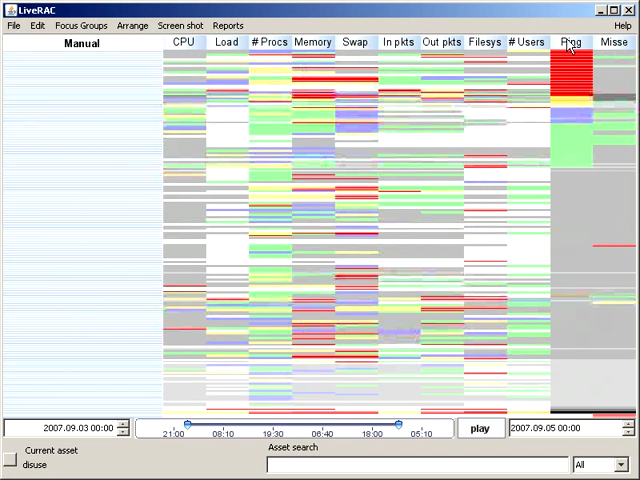 LiveRAC
File Edit Focus Groups Arrange Screen shot Reports Help
Manual CPU Load # Procs Memory Swap In pkts Out pkts Filesys # Users Ping Misse
2007.09.03 00:00 play 2007.09.05 00:00
21:00 08:10 19:30 06:40 18:00 05:10
Current asset
disuse
Asset search
All